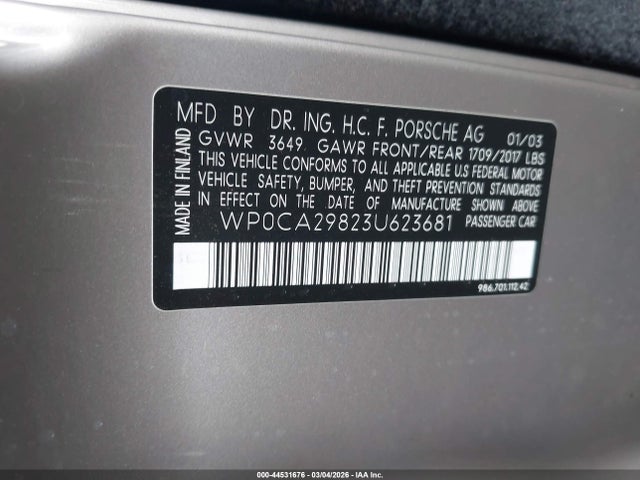 MFD BY DR. ING. H.C. F. PORSCHE AG 01/03
GVWR 3649 GAWR FRONT/REAR 1709/2017 LBS
THIS VEHICLE CONFORMS TO ALL APPLICABLE U.S FEDERAL MOTOR
VEHICLE SAFETY, BUMPER, AND THEFT PREVENTION STANDARDS
IN EFFECT ON THE .DATE OF MANUFACTURE SHOWN ABOVE
WP0CA29823U623681 PASSENGER CAR
MADE IN FINLAND
986.701.112.42
000-44531676 - 03/04/2026 - IAA Inc.